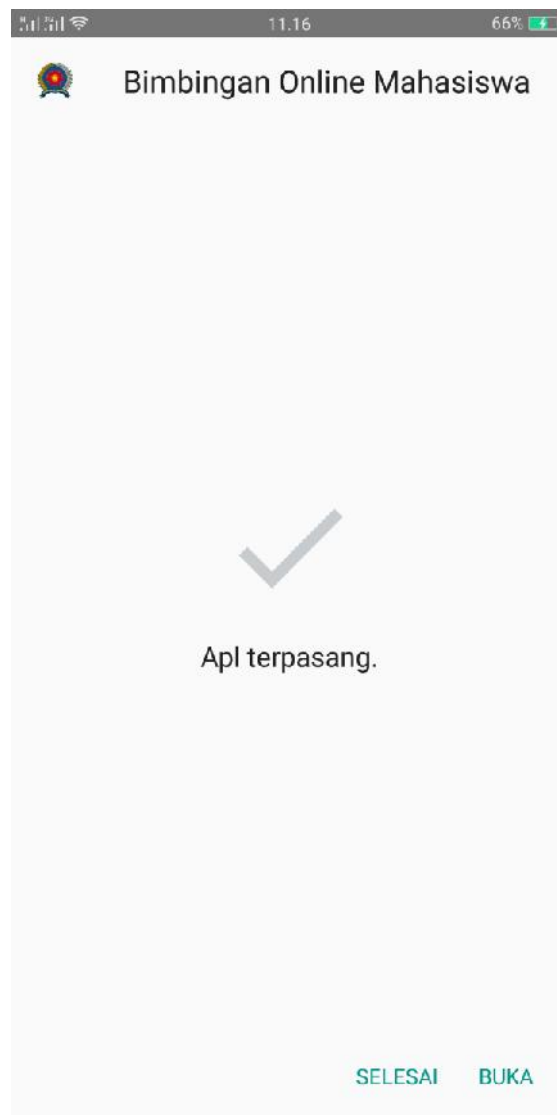 11.16 66%
Bimbingan Online Mahasiswa
Apl terpasang.
SELESAI BUKA